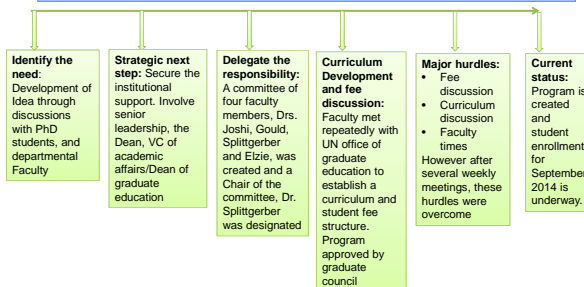 Identify the
need:
Development of
Idea through
discussions
with PhD
students, and
departmental
Faculty
Strategic next
step: Secure the
institutional
support. Involve
senior
leadership, the
Dean, VC of
academic
affairs/Dean of
graduate
education
Delegate the
responsibility:
A committee of
four faculty
members, Drs.
Joshi, Gould,
Splittgerber
and Elzie, was
created and a
Chair of the
committee, Dr.
Splittgerber
was designated
Curriculum
Development
and fee
discussion:
Faculty met
repeatedly with
UN office of
graduate
education to
establish a
curriculum and
student fee
structure.
Program
approved by
graduate
council
Major hurdles:
• Fee
discussion
• Curriculum
discussion
• Faculty
times
However after
several weekly
meetings, these
hurdles were
overcome
Current
status:
Program is
created
and
student
enrollment
for
September
2014 is
underway.